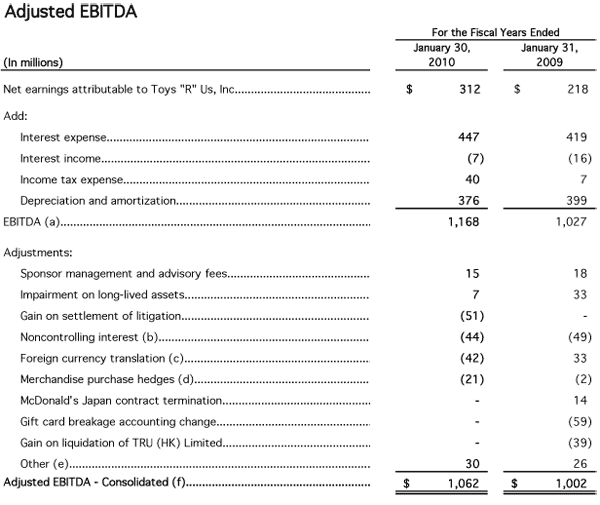 Adjusted EBITDA
For the Fiscal Years Ended
January 30, January 31,
(In millions) 2010 2009
Net earnings attributable to Toys "R" Us, Inc. $ 312 $ 218
Add:
Interest expense 447 419
Interest income (7) (16)
Income tax expense 40 7
Depreciation and amortization 376 399
EBITDA (a) 1,168 1,027
Adjustments:
Sponsor management and advisory fees 15 18
Impairment on long-lived assets 7 33
Gain on settlement of litigation (51) -
Noncontrolling interest (b) (44) (49)
Foreign currency translation (c) (42) 33
Merchandise purchase hedges (d) (21) (2)
McDonald's Japan contract termination - 14
Gift card breakage accounting change - (59)
Gain on liquidation of TRU (HK) Limited - (39)
Other (e) 30 26
Adjusted EBITDA - Consolidated (f) $ 1,062 $ 1,002